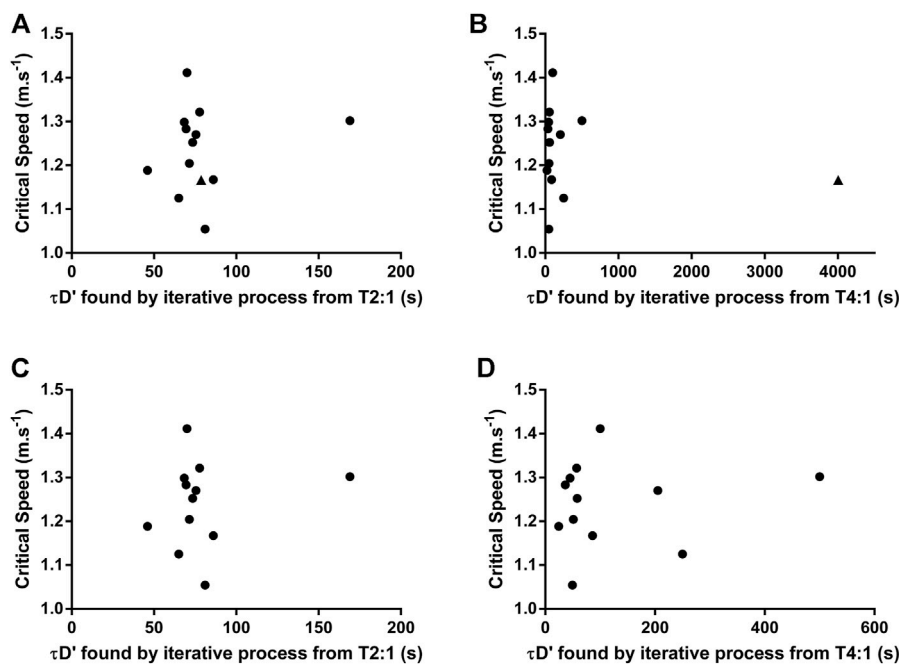 A
1.5
1.4
1.3
1.2
1.1
1.0
Critical Speed (m.s-1)
0 50 100 150 200
τD' found by iterative process from T2:1 (s)
B
1.5
1.4
1.3
1.2
1.1
1.0
Critical Speed (m.s-1)
0 1000 2000 3000 4000
τD' found by iterative process from T4:1 (s)
C
1.5
1.4
1.3
1.2
1.1
1.0
Critical Speed (m.s-1)
0 50 100 150 200
τD' found by iterative process from T2:1 (s)
D
1.5
1.4
1.3
1.2
1.1
1.0
Critical Speed (m.s-1)
0 200 400 600
τD' found by iterative process from T4:1 (s)